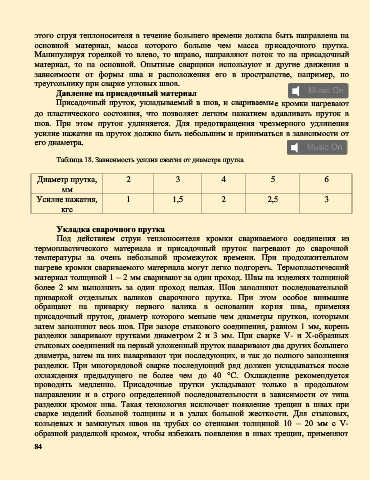 этого струя теплоносителя в течение большего времени должна быть направлена на
основной материал, масса которого больше чем масса присадочного прутка.
Манипулируя горелкой то влево, то вправо, направляют поток то на присадочный
материал, то на основной. Опытные сварщики используют и другие движения в
зависимости от формы шва и расположения его в пространстве, например, по
треугольнику при сварке угловых швов.
Music On
Давление на присадочный материал
Присадочный пруток, укладываемый в шов, и свариваемые кромки нагревают
до пластического состояния, что позволяет легким нажатием вдавливать пруток в
шов. При этом пруток удлиняется. Для предотвращения чрезмерного удлинения
усилие нажатия на пруток должно быть небольшим и приниматься в зависимости от
его диаметра.
Music On
Таблица 18. Зависимость усилия сжатия от диаметра прутка
Диаметр прутка, мм 2 3 4 5 6
Усилие нажатия, кгс 1 1,5 2 2,5 3
Укладка сварочного прутка
Под действием струи теплоносителя кромки свариваемого соединения из
термопластического материала и присадочный пруток нагревают до сварочной
температуры за очень небольшой промежуток времени. При продолжительном
нагреве кромки свариваемого материала могут легко подгореть. Термопластический
материал толщиной 1 – 2 мм сваривают за один проход. Швы на изделиях толщиной
более 2 мм выполнить за один проход нельзя. Шов заполняют последовательной
приваркой отдельных валиков сварочного прутка. При этом особое внимание
обращают на приварку первого валика в основании корня шва, применяя
присадочный пруток, диаметр которого меньше чем диаметры прутков, которыми
затем заполняют весь шов. При зазоре стыкового соединения, равном 1 мм, корень
разделки заваривают прутками диаметром 2 и 3 мм. При сварке V- и X-образных
стыковых соединений на первый уложенный пруток наваривают два других большего
диаметра, затем на них наваривают три последующих, и так до полного заполнения
разделки. При многорядовой сварке последующий ряд должен укладываться после
охлаждения предыдущего не более чем до 40 °С. Охлаждение рекомендуется
проводить медленно. Присадочные прутки укладывают только в продольном
направлении и в строго определенной последовательности в зависимости от типа
разделки кромок шва. Такая технология исключает появление трещин в швах при
сварке изделий большой толщины и в узлах большой жесткости. Для стыковых,
кольцевых и замкнутых швов на трубах со стенками толщиной 10 – 20 мм с V-
образной разделкой кромок, чтобы избежать появления в швах трещин, применяют
84